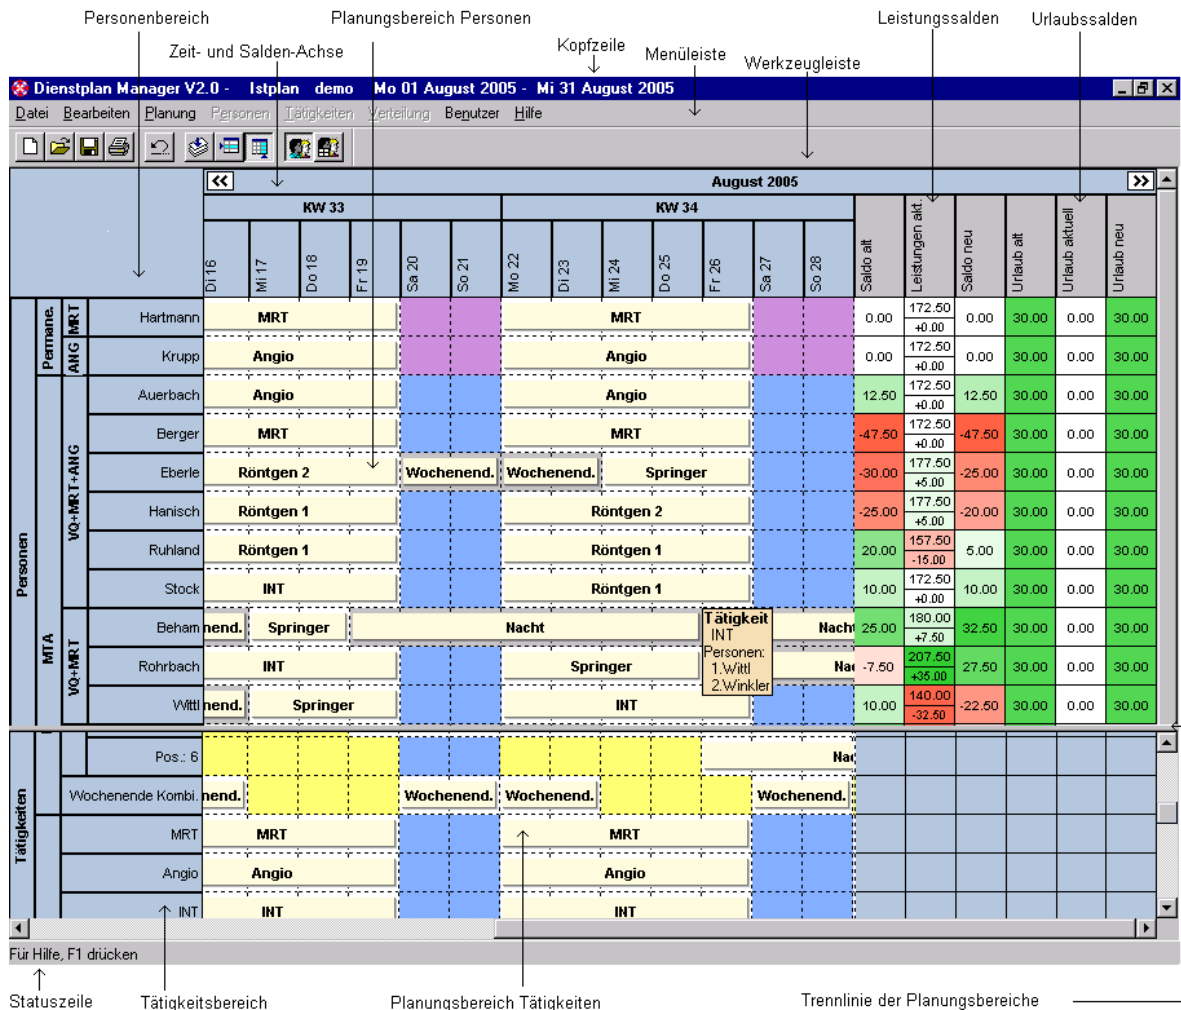 Personenbereich
Planungsbereich Personen
Leistungssalden
Urlaubssalden
Zeit- und Salden-Achse
Kopfzeile
Menüleiste
Werkzeugleiste
Dienstplan Manager V2.0 - Istplan demo Mo 01 August 2005 - Mi 31 August 2005
Datei Bearbeiten Planung Personen Tätigkeiten Verteilung Benutzer Hilfe
<< August 2005 >>
KW 33 KW 34
Di 16 Mi 17 Do 18 Fr 19 Sa 20 So 21 Mo 22 Di 23 Mi 24 Do 25 Fr 26 Sa 27 So 28 Saldo alt Leistungen akt. Saldo neu Urlaub alt Urlaub aktuell Urlaub neu
Personen
Permane.
MRT
Hartmann MRT MRT 0.00 172.50 +0.00 0.00 30.00 0.00 30.00
ANG
Krupp Angio Angio 0.00 172.50 +0.00 0.00 30.00 0.00 30.00
MTA
VQ+MRT+ANG
Auerbach Angio Angio 12.50 172.50 +0.00 12.50 30.00 0.00 30.00
Berger MRT MRT -47.50 172.50 +0.00 -47.50 30.00 0.00 30.00
Eberle Röntgen 2 Wochenend. Wochenend. Springer -30.00 177.50 +5.00 -25.00 30.00 0.00 30.00
Hanisch Röntgen 1 Röntgen 2 -25.00 177.50 +5.00 -20.00 30.00 0.00 30.00
Ruhland Röntgen 1 Röntgen 1 20.00 157.50 -15.00 5.00 30.00 0.00 30.00
Stock INT Röntgen 1 10.00 172.50 +0.00 10.00 30.00 0.00 30.00
VQ+MRT
Beham nend. Springer Nacht Nacht 25.00 180.00 +7.50 32.50 30.00 0.00 30.00
Rohrbach INT Springer Nac -7.50 207.50 +35.00 27.50 30.00 0.00 30.00
Wittl nend. Springer INT 10.00 140.00 -32.50 -22.50 30.00 0.00 30.00
Tätigkeit
INT
Personen:
1.Wittl
2.Winkler
Tätigkeiten
Pos.: 6 Nac
Wochenende Kombi. nend. Wochenend. Wochenend. Wochenend.
MRT MRT MRT
Angio Angio Angio
INT INT INT
Für Hilfe, F1 drücken
Statuszeile
Tätigkeitsbereich
Planungsbereich Tätigkeiten
Trennlinie der Planungsbereiche